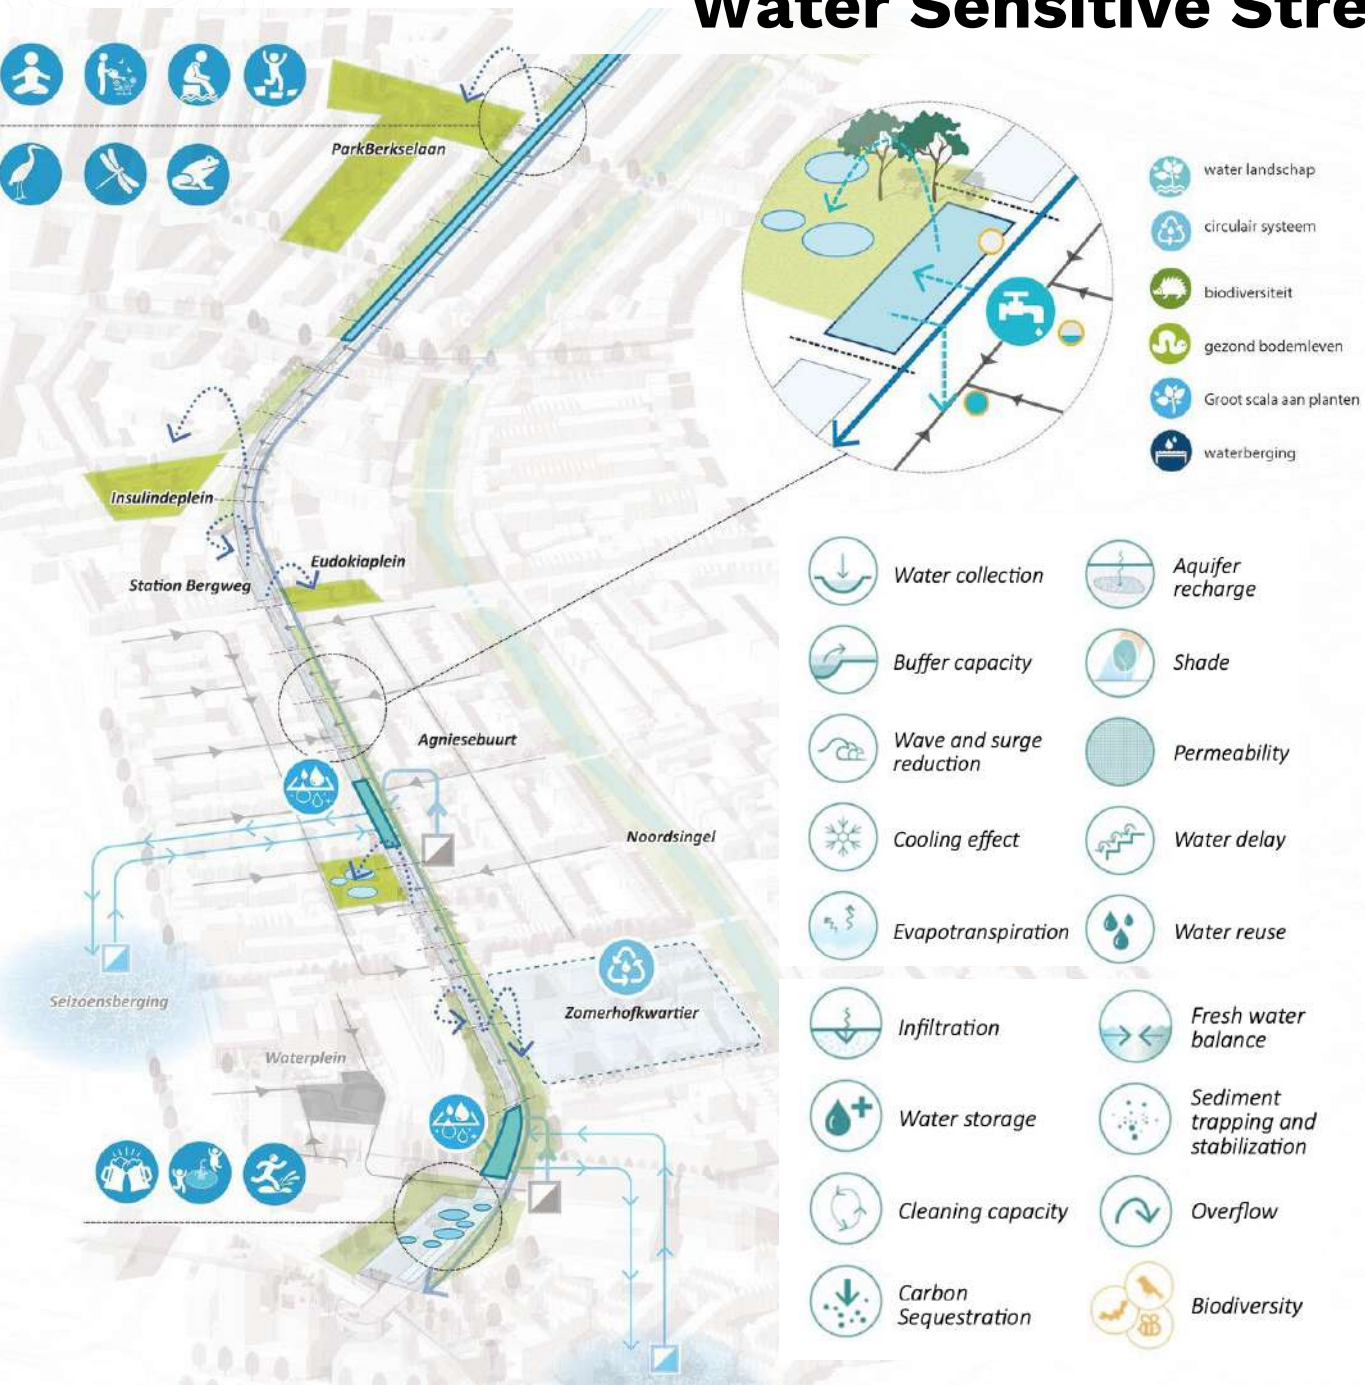 Water Sensitive Stre
ParkBerkselaan
Insulindeplein
Station Bergweg
Eudokiaplein
Agniesebuurt
Noordsingel
Seizoensberging
Waterplein
Zomerhofkwartier
water landschap
circulair systeem
biodiversiteit
gezond bodemleven
Groot scala aan planten
waterberging
Water collection
Aquifer
recharge
Buffer capacity
Shade
Wave and surge
reduction
Permeability
Cooling effect
Water delay
Evapotranspiration
Water reuse
Infiltration
Fresh water
balance
Water storage
Sediment
trapping and
stabilization
Cleaning capacity
Overflow
Carbon
Sequestration
Biodiversity